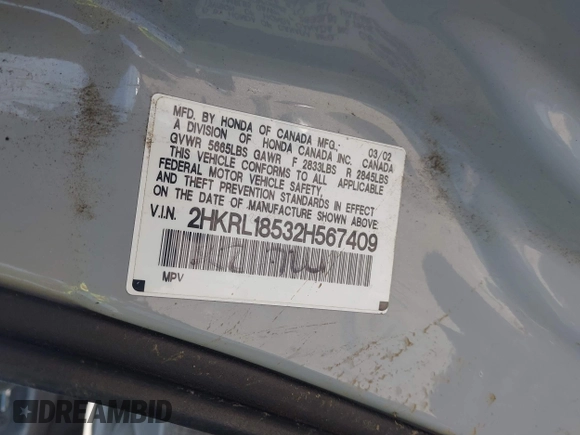 MFD. BY HONDA OF CANADA MFG.: 03/02
A DIVISION OF HONDA CANADA INC. CANADA
GVWR 5665LBS GAWR F 2833LBS R 2845LBS
THIS VEHICLE CONFORMS TO ALL APPLICABLE
FEDERAL MOTOR VEHICLE SAFETY,
AND THEFT PREVENTION STANDARDS IN EFFECT
ON THE DATE OF MANUFACTURE SHOWN ABOVE.
V.I.N. 2HKRL18532H567409
MPV
DREAMBID